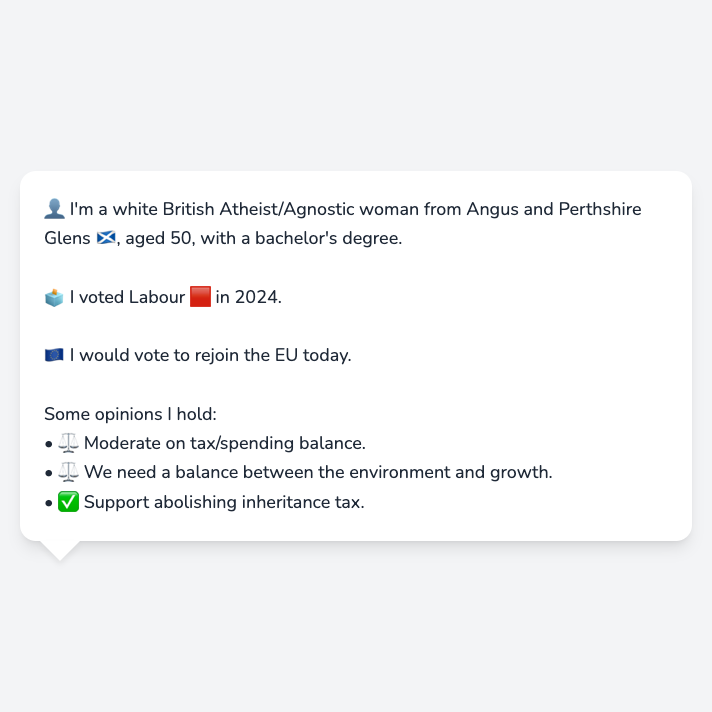 👤 I'm a white British Atheist/Agnostic woman from Angus and Perthshire
Glens 🏴󠁧󠁢󠁳󠁣󠁴󠁿, aged 50, with a bachelor's degree.
🗳️ I voted Labour 🟥 in 2024.
🇪🇺 I would vote to rejoin the EU today.
Some opinions I hold:
• ⚖️ Moderate on tax/spending balance.
• ⚖️ We need a balance between the environment and growth.
• ✅ Support abolishing inheritance tax.